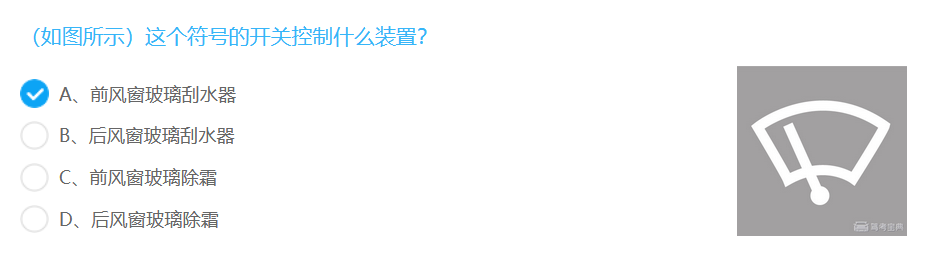 （如图所示）这个符号的开关控制什么装置?
A、前风窗玻璃刮水器
B、后风窗玻璃刮水器
C、前风窗玻璃除霜
D、后风窗玻璃除霜
驾考宝典